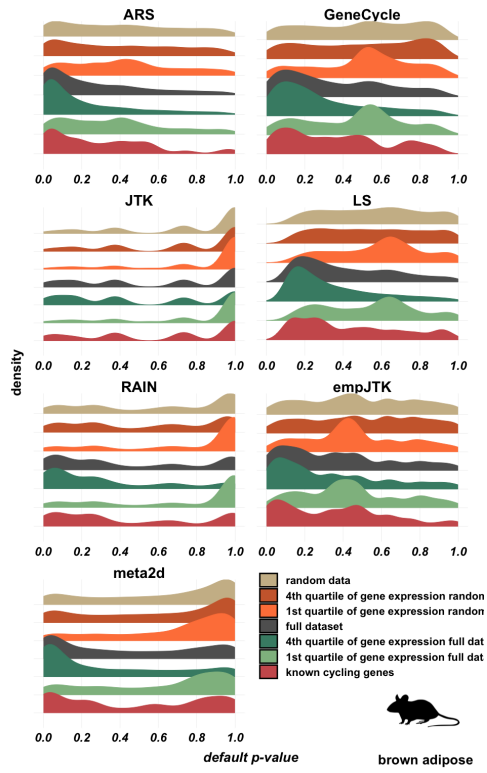 ARS GeneCycle
0.0 0.2 0.4 0.6 0.8 1.0 0.0 0.2 0.4 0.6 0.8 1.0
JTK LS
0.0 0.2 0.4 0.6 0.8 1.0 0.0 0.2 0.4 0.6 0.8 1.0
density
RAIN empJTK
0.0 0.2 0.4 0.6 0.8 1.0 0.0 0.2 0.4 0.6 0.8 1.0
meta2d
0.0 0.2 0.4 0.6 0.8 1.0
default p-value
random data
4th quartile of gene expression random
1st quartile of gene expression random
full dataset
4th quartile of gene expression full dat
1st quartile of gene expression full dat
known cycling genes
brown adipose